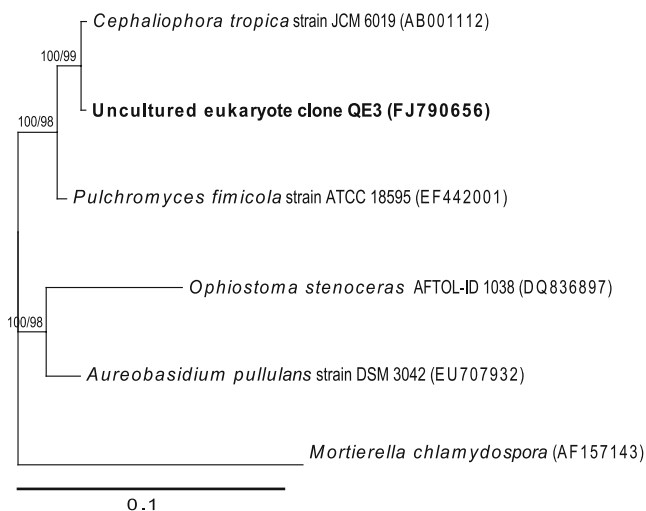 Cephaliophora tropica strain JCM 6019 (AB001112)
100/99
Uncultured eukaryote clone QE3 (FJ790656)
100/98
Pulchromyces fimicola strain ATCC 18595 (EF442001)
Ophiostoma stenoceras AFTOL-ID 1038 (DQ836897)
100/98
Aureobasidium pullulans strain DSM 3042 (EU707932)
Mortierella chlamydospora (AF157143)
0.1